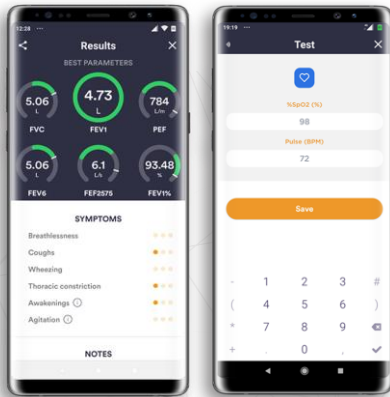 12:28
Results
BEST PARAMETERS
5.06
L
4.73
L
784
L/m
FVC
FEV1
PEF
5.06
L
6.1
L/s
93.48
%
FEV6
FEF2575
FEV1%
SYMPTOMS
Breathlessness
Coughs
Wheezing
Thoracic constriction
Awakenings
Agitation
NOTES
19:19
Test
%SpO2 (%)
98
Pulse (BPM)
72
Save
- 1 2 3 #
( 4 5 6 )
* 7 8 9
+ . 0 ,